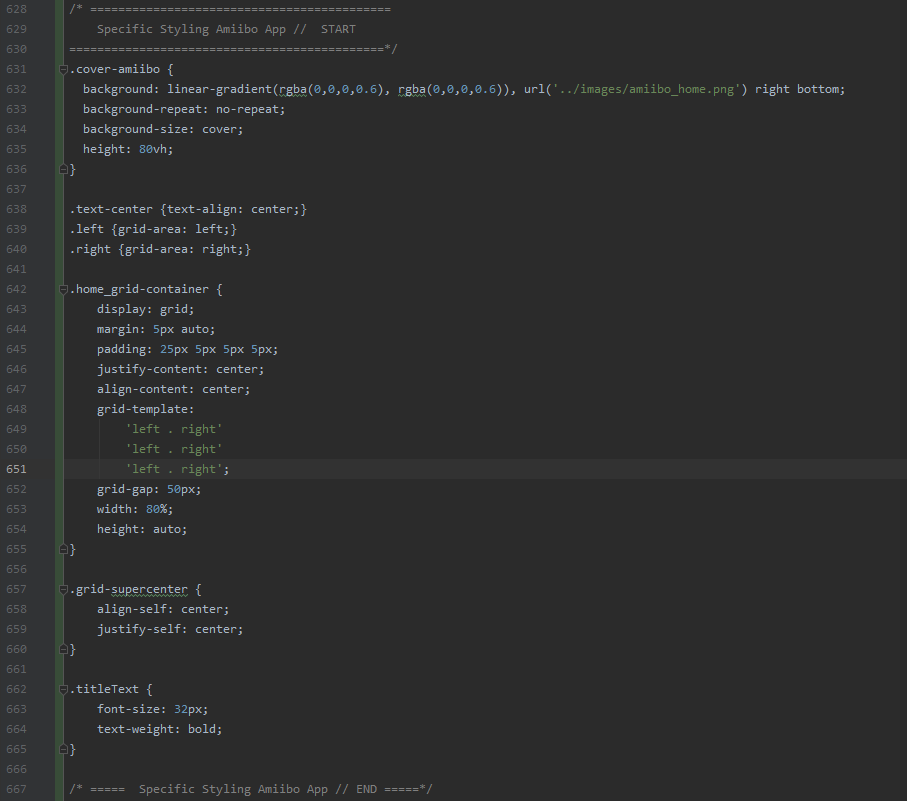 628 /* ===========================================
629     Specific Styling Amiibo App //  START
630 =============================================*/
631 .cover-amiibo {
632   background: linear-gradient(rgba(0,0,0,0.6), rgba(0,0,0,0.6)), url('../images/amiibo_home.png') right bottom;
633   background-repeat: no-repeat;
634   background-size: cover;
635   height: 80vh;
636 }
637
638 .text-center {text-align: center;}
639 .left {grid-area: left;}
640 .right {grid-area: right;}
641
642 .home_grid-container {
643     display: grid;
644     margin: 5px auto;
645     padding: 25px 5px 5px 5px;
646     justify-content: center;
647     align-content: center;
648     grid-template:
649         'left . right'
650         'left . right'
651         'left . right';
652     grid-gap: 50px;
653     width: 80%;
654     height: auto;
655 }
656
657 .grid-supercenter {
658     align-self: center;
659     justify-self: center;
660 }
661
662 .titleText {
663     font-size: 32px;
664     text-weight: bold;
665 }
666
667 /* =====  Specific Styling Amiibo App // END =====*/